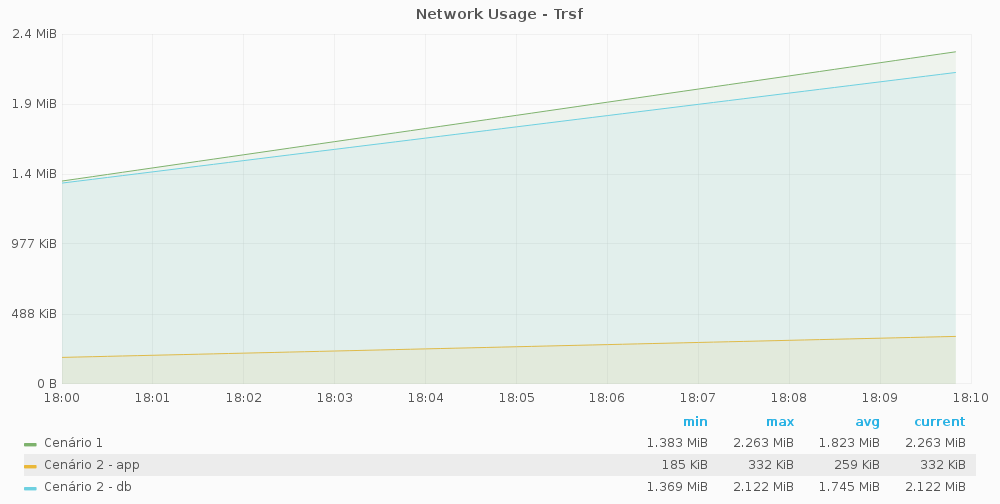 Network Usage - Trsf
2.4 MiB
1.9 MiB
1.4 MiB
977 KiB
488 KiB
0 B
18:00 18:01 18:02 18:03 18:04 18:05 18:06 18:07 18:08 18:09 18:10
min max avg current
Cenário 1 1.383 MiB 2.263 MiB 1.823 MiB 2.263 MiB
Cenário 2 - app 185 KiB 332 KiB 259 KiB 332 KiB
Cenário 2 - db 1.369 MiB 2.122 MiB 1.745 MiB 2.122 MiB